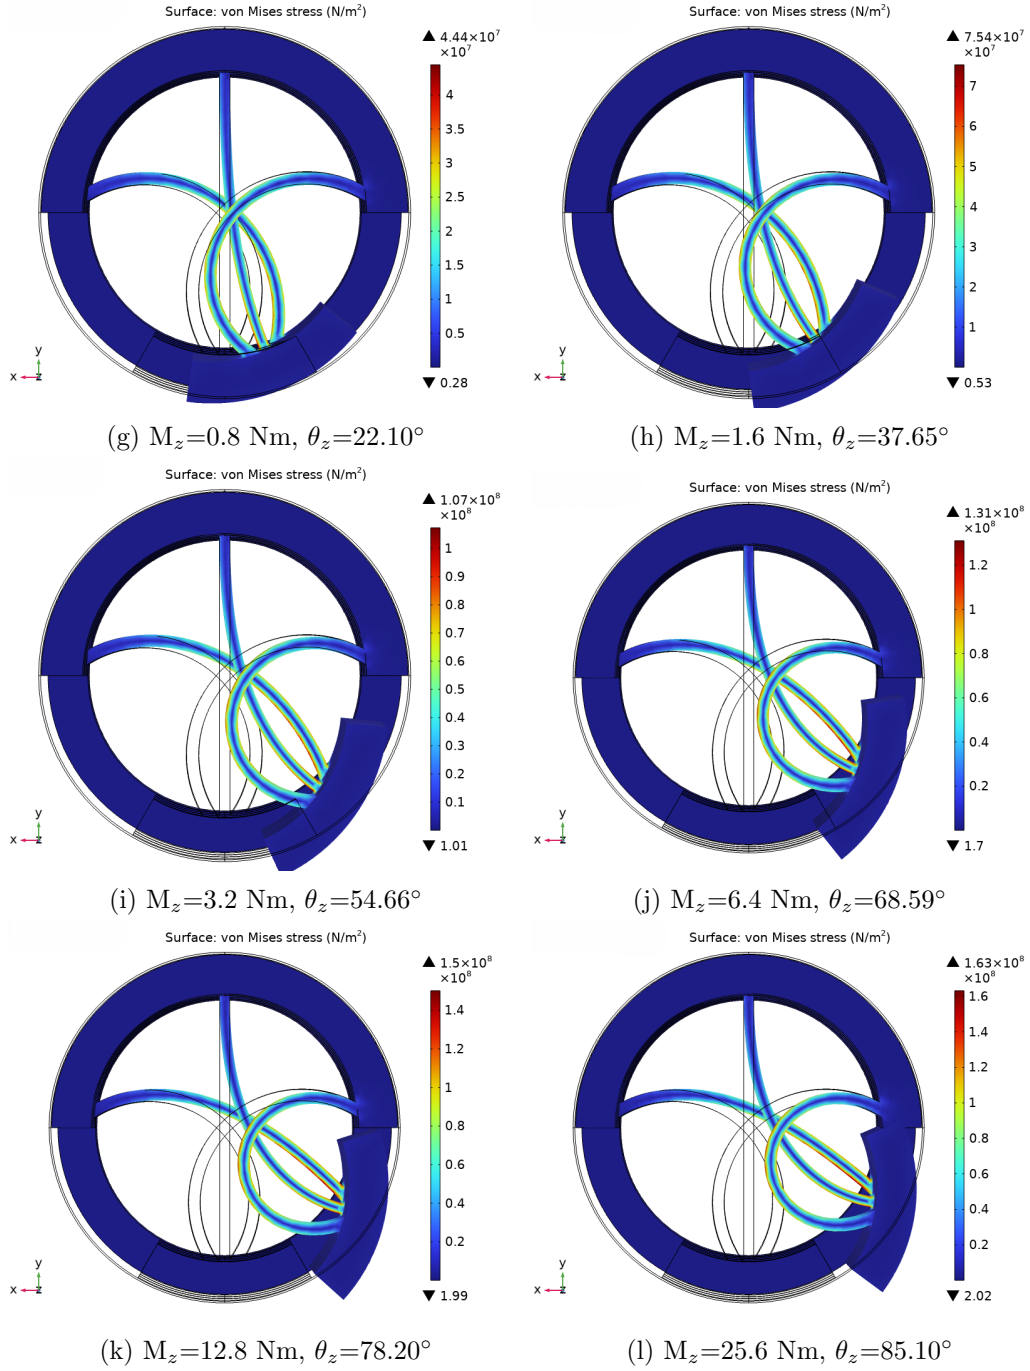 Surface: von Mises stress (N/m²)
▲ 4.44×10⁷
×10⁷
4
3.5
3
2.5
2
1.5
1
0.5
▼ 0.28
y
x z
(g) M_z=0.8 Nm, θ_z=22.10°
Surface: von Mises stress (N/m²)
▲ 7.54×10⁷
×10⁷
7
6
5
4
3
2
1
▼ 0.53
y
x z
(h) M_z=1.6 Nm, θ_z=37.65°
Surface: von Mises stress (N/m²)
▲ 1.07×10⁸
×10⁸
1
0.9
0.8
0.7
0.6
0.5
0.4
0.3
0.2
0.1
▼ 1.01
y
x z
(i) M_z=3.2 Nm, θ_z=54.66°
Surface: von Mises stress (N/m²)
▲ 1.31×10⁸
×10⁸
1.2
1
0.8
0.6
0.4
0.2
▼ 1.7
y
x z
(j) M_z=6.4 Nm, θ_z=68.59°
Surface: von Mises stress (N/m²)
▲ 1.5×10⁸
×10⁸
1.4
1.2
1
0.8
0.6
0.4
0.2
▼ 1.99
y
x z
(k) M_z=12.8 Nm, θ_z=78.20°
Surface: von Mises stress (N/m²)
▲ 1.63×10⁸
×10⁸
1.6
1.4
1.2
1
0.8
0.6
0.4
0.2
▼ 2.02
y
x z
(l) M_z=25.6 Nm, θ_z=85.10°